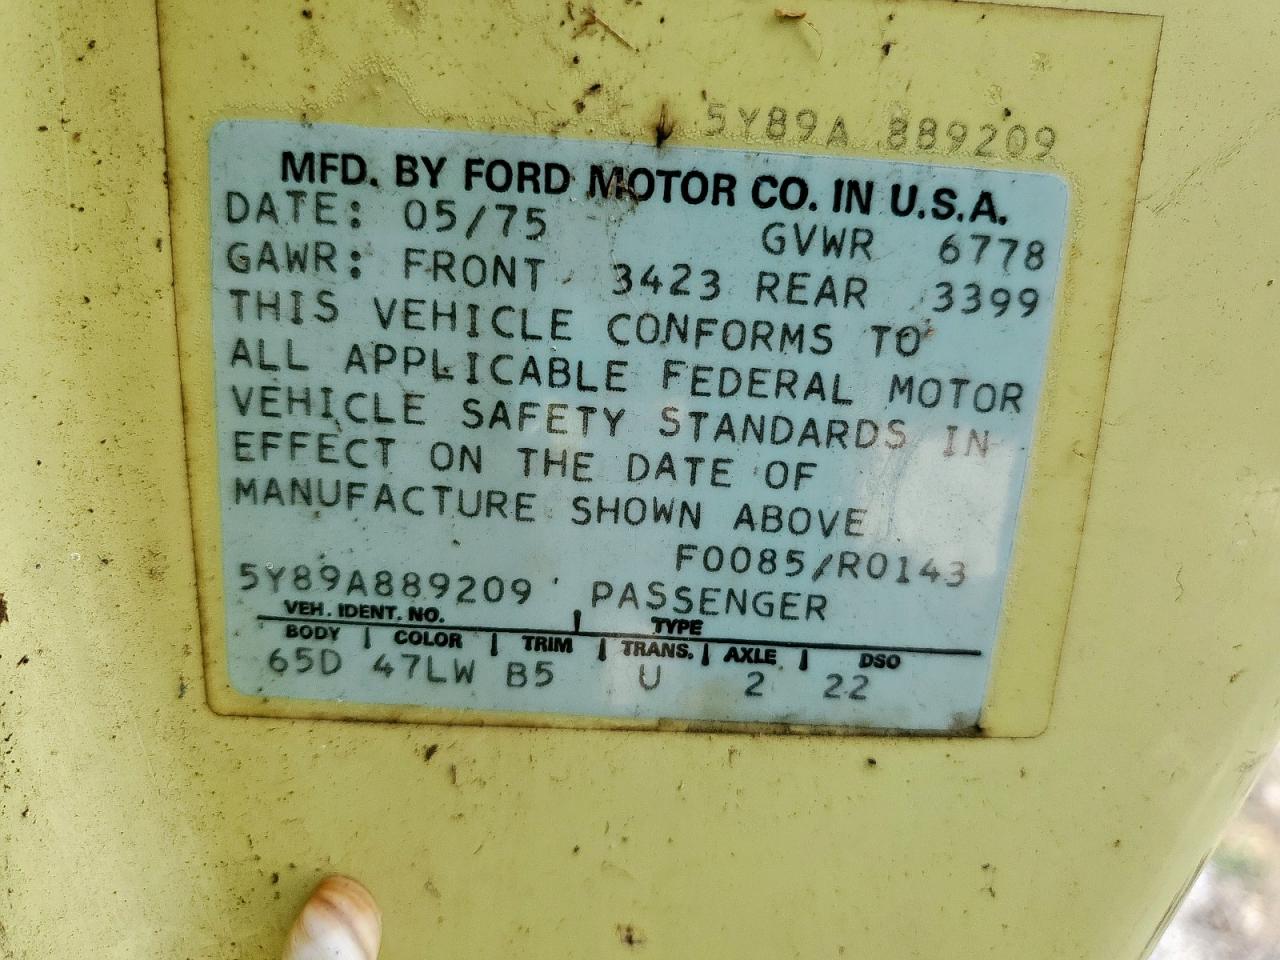 5Y89A 889209
MFD. BY FORD MOTOR CO. IN U.S.A.
DATE: 05/75 GVWR 6778
GAWR: FRONT 3423 REAR 3399
THIS VEHICLE CONFORMS TO
ALL APPLICABLE FEDERAL MOTOR
VEHICLE SAFETY STANDARDS IN
EFFECT ON THE DATE OF
MANUFACTURE SHOWN ABOVE
F0085/R0143
5Y89A889209 PASSENGER
VEH. IDENT. NO. TYPE
BODY COLOR TRIM TRANS. AXLE DSO
65D 47LW B5 U 2 22